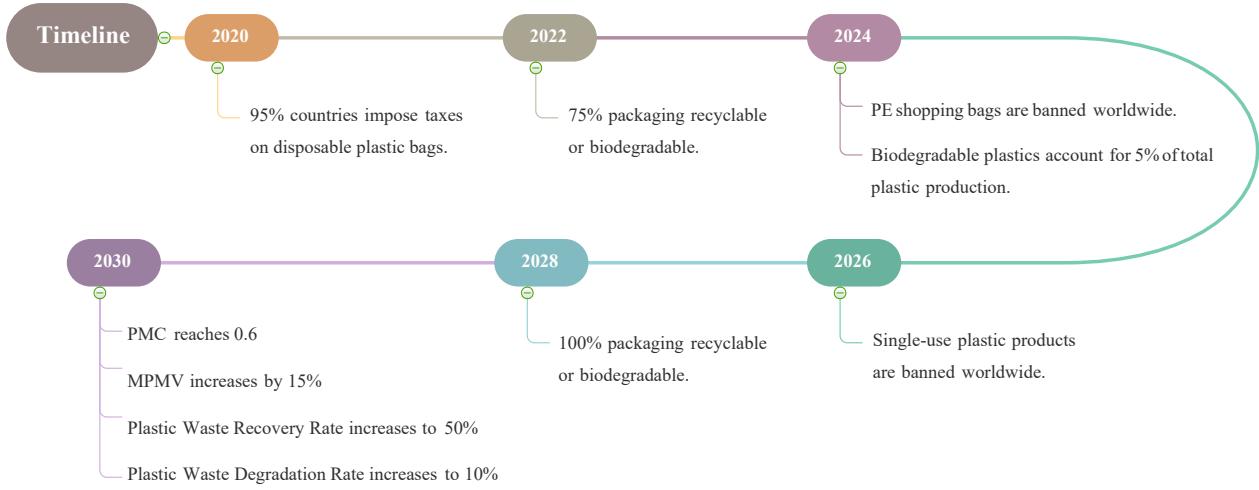 Timeline
2020
95% countries impose taxes
on disposable plastic bags.
2022
75% packaging recyclable
or biodegradable.
2024
PE shopping bags are banned worldwide.
Biodegradable plastics account for 5% of total
plastic production.
2026
Single-use plastic products
are banned worldwide.
2028
100% packaging recyclable
or biodegradable.
2030
PMC reaches 0.6
MPMV increases by 15%
Plastic Waste Recovery Rate increases to 50%
Plastic Waste Degradation Rate increases to 10%